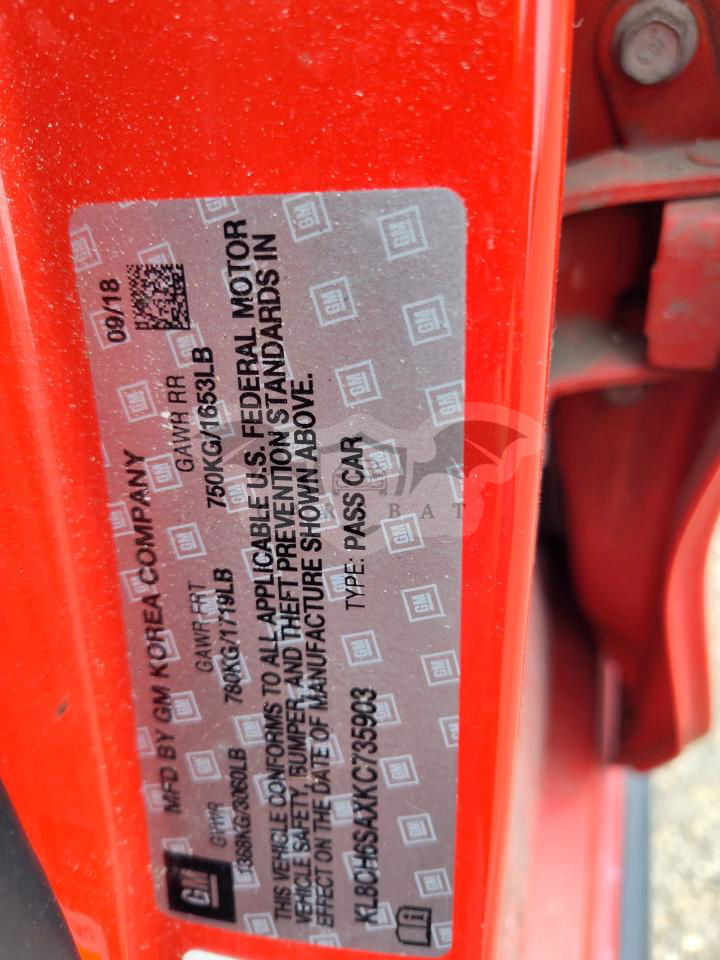 MFD BY GM KOREA COMPANY 09/18
GVWR GAWR FRT GAWR RR
1388KG/3060LB 780KG/1719LB 750KG/1653LB
THIS VEHICLE CONFORMS TO ALL APPLICABLE U.S. FEDERAL MOTOR
VEHICLE SAFETY, BUMPER, AND THEFT PREVENTION STANDARDS IN
EFFECT ON THE DATE OF MANUFACTURE SHOWN ABOVE.
KL8CH6SAXKC735903 TYPE: PASS CAR
GM